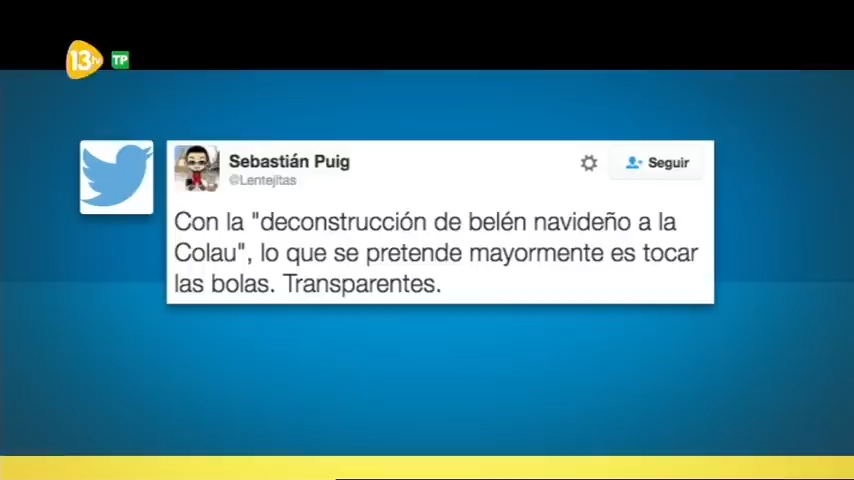 13tv
TP
Sebastián Puig
Seguir
@Lentejitas
Con la "deconstrucción de belén navideño a la
Colau", lo que se pretende mayormente es tocar
las bolas. Transparentes.